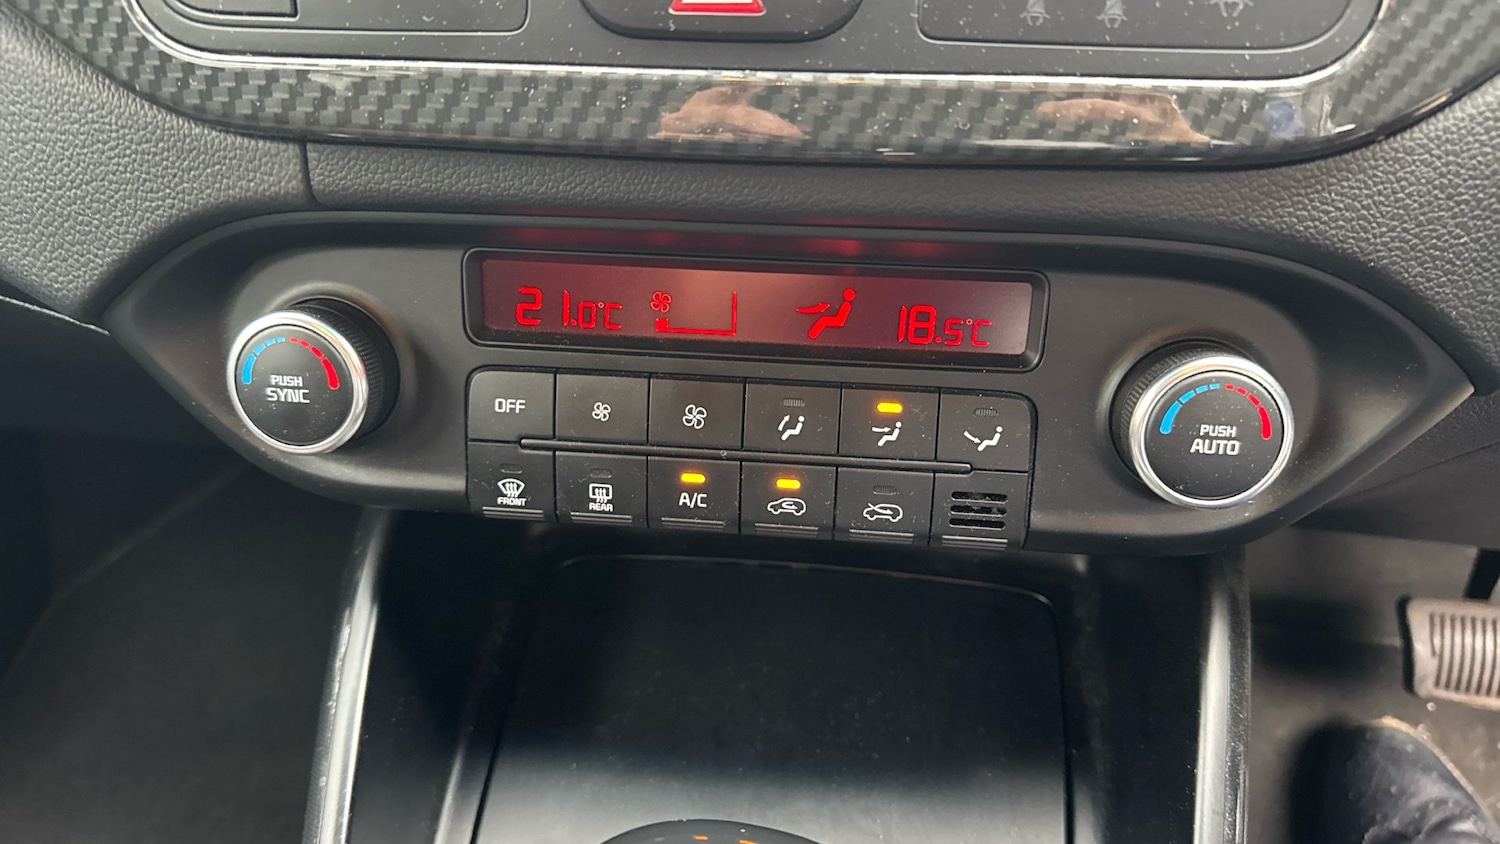 21.0°C 18.5°C
PUSH
SYNC
OFF
PUSH
AUTO
FRONT
REAR
A/C